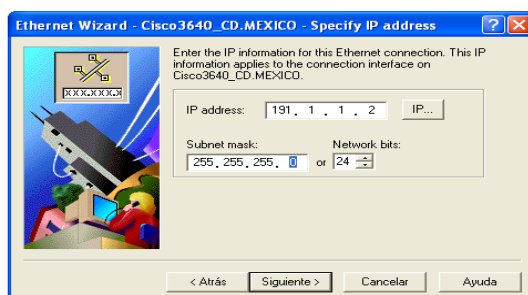 Ethernet Wizard - Cisco3640_CD.MEXICO - Specify IP address
Enter the IP information for this Ethernet connection. This IP
information applies to the connection interface on
Cisco3640_CD.MEXICO.
xxx.xxx.x
IP address: 191 . 1 . 1 . 2 IP...
Subnet mask: Network bits:
255 . 255 . 255 . 0 or 24
< Atrás Siguiente > Cancelar Ayuda